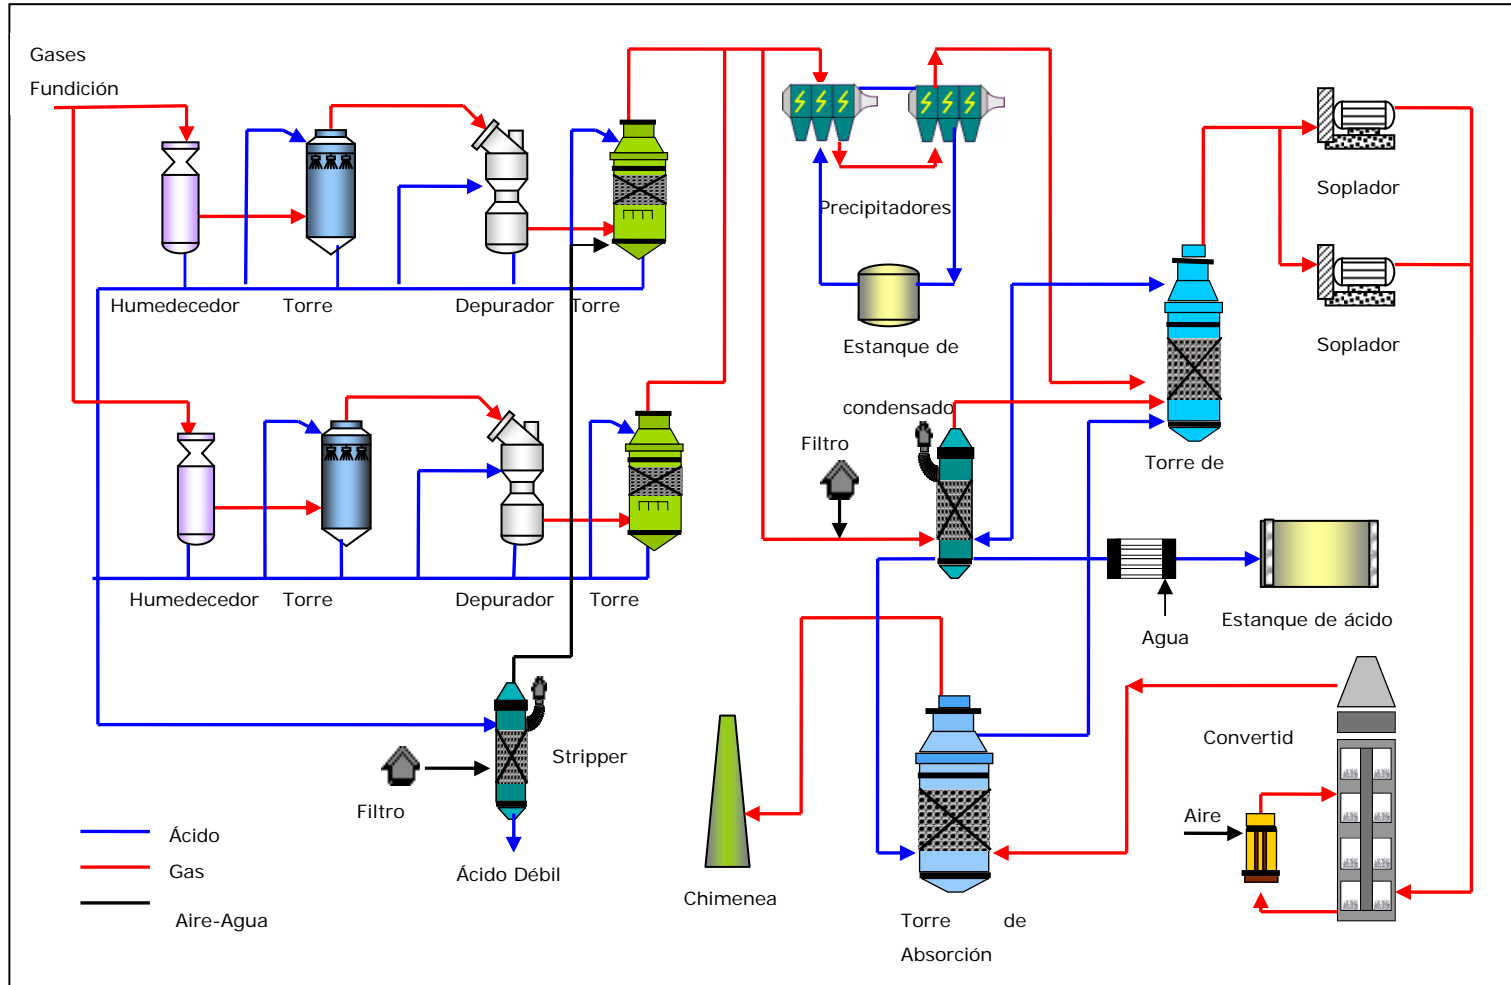 Gases
Fundición
Humedecedor
Torre
Depurador
Torre
Precipitadores
Estanque de
condensado
Soplador
Soplador
Torre de
Filtro
Humedecedor
Torre
Depurador
Torre
Agua
Estanque de ácido
Stripper
Filtro
Convertid
Aire
Ácido
Gas
Aire-Agua
Ácido Débil
Chimenea
Torre de
Absorción